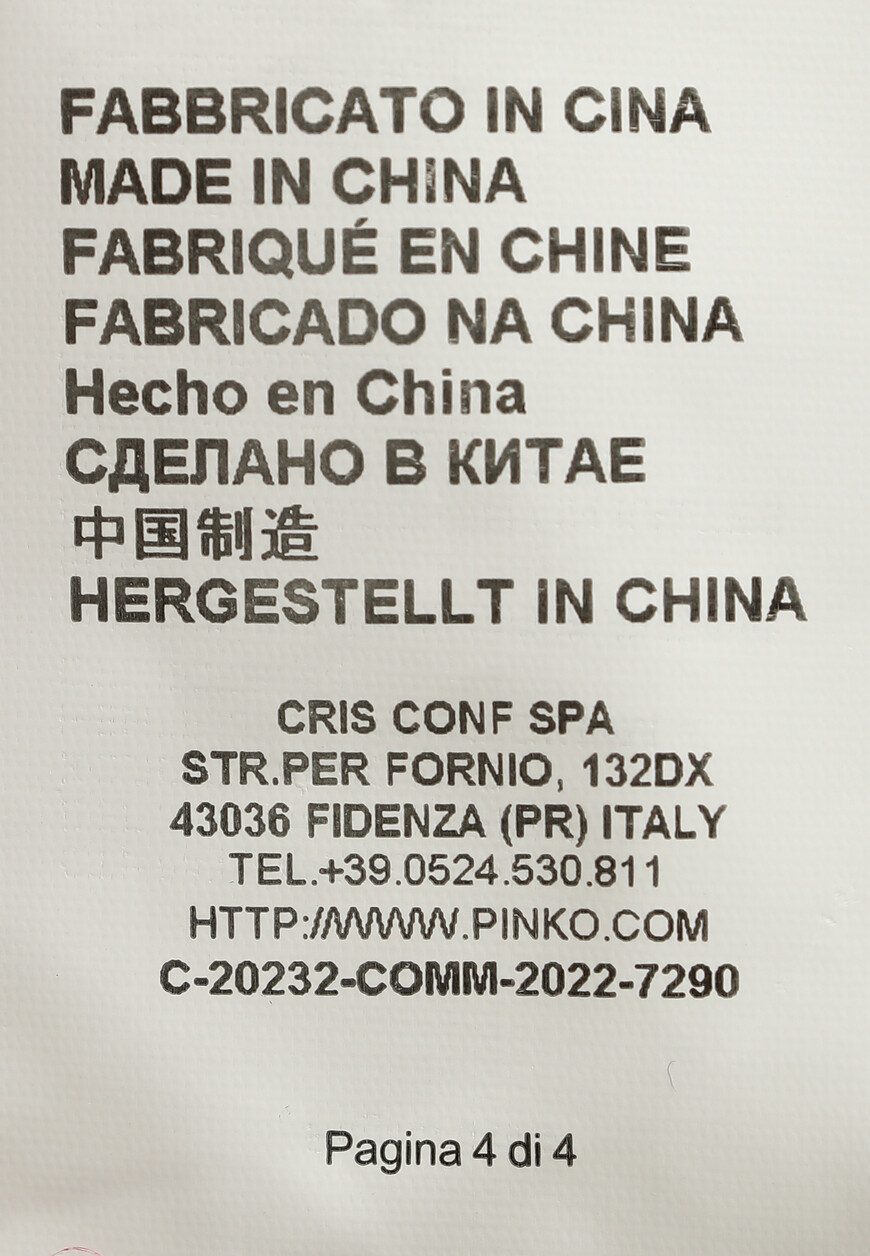 FABBRICATO IN CINA
MADE IN CHINA
FABRIQUÉ EN CHINE
FABRICADO NA CHINA
Hecho en China
СДЕЛАНО В КИТАЕ
中国制造
HERGESTELLT IN CHINA
CRIS CONF SPA
STR.PER FORNIO, 132DX
43036 FIDENZA (PR) ITALY
TEL.+39.0524.530.811
HTTP://WWW.PINKO.COM
C-20232-COMM-2022-7290
Pagina 4 di 4